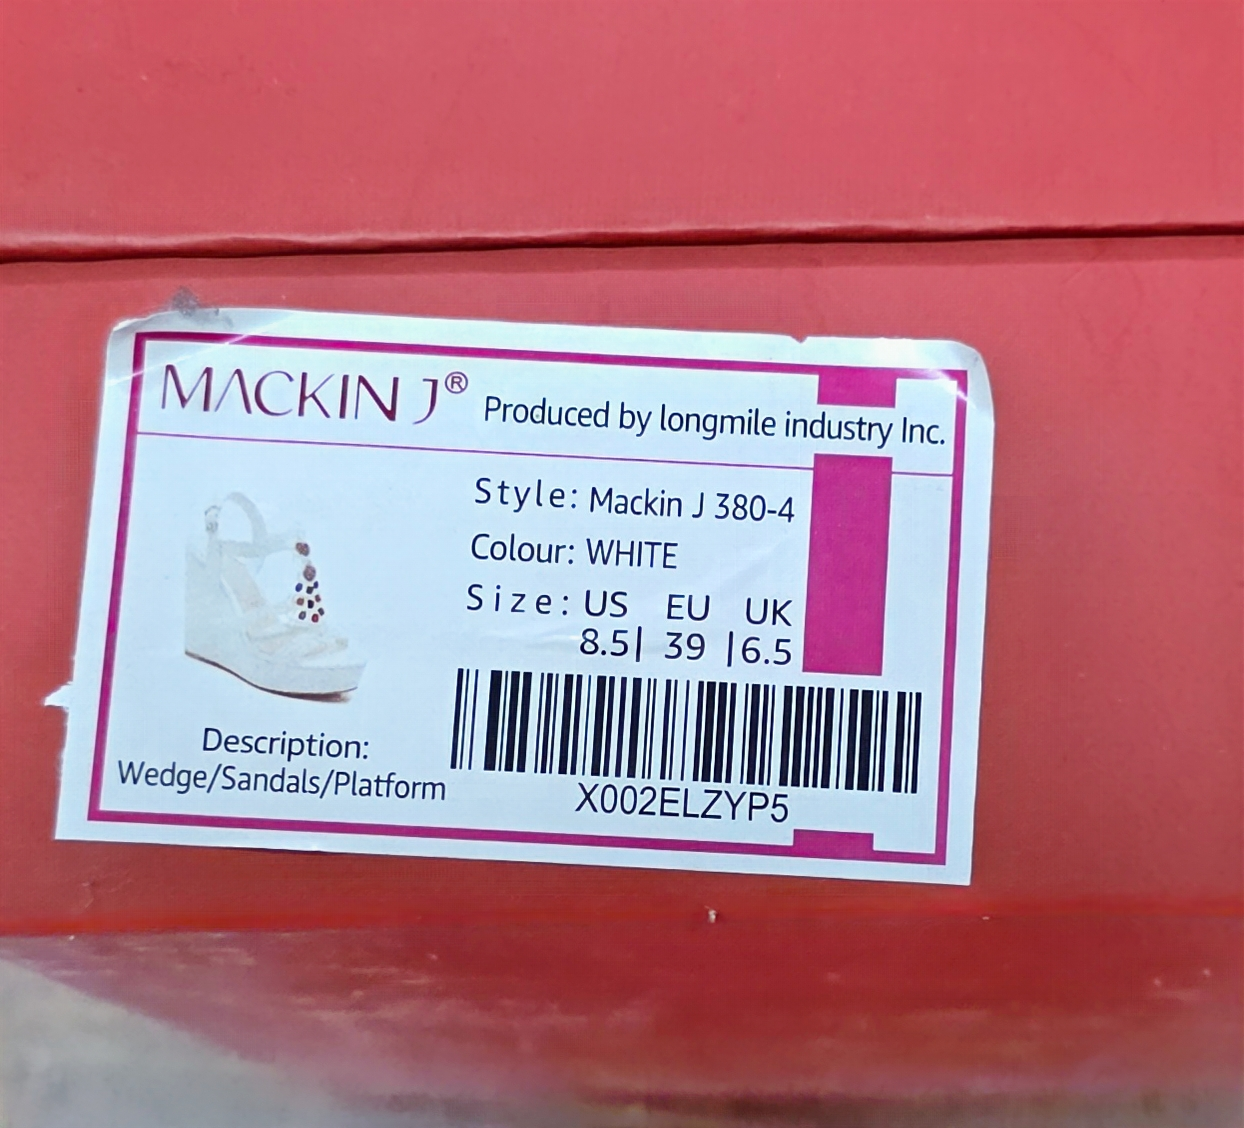 MACKIN J® Produced by longmile industry Inc.
Style: Mackin J 380-4
Colour: WHITE
Size: US EU UK
8.5| 39 |6.5
Description:
Wedge/Sandals/Platform
X002ELZYP5